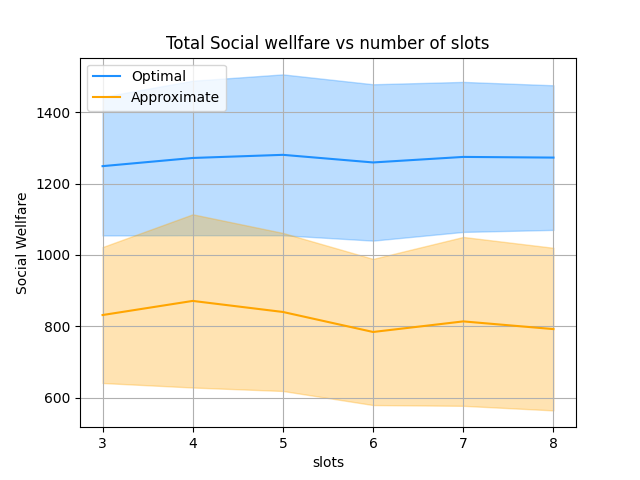 Total Social wellfare vs number of slots
Optimal
Approximate
Social Wellfare
1400
1200
1000
800
600
3 4 5 6 7 8
slots